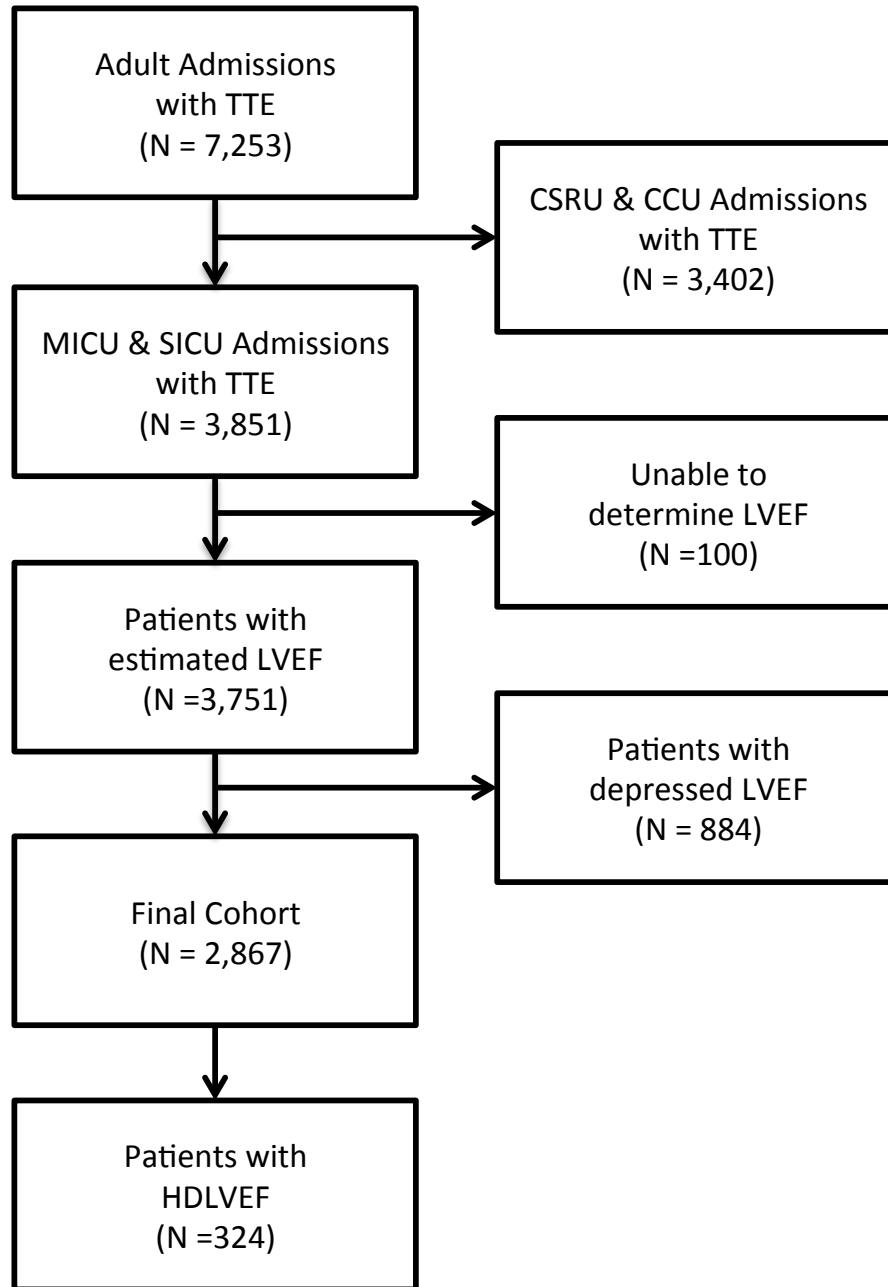 Adult Admissions
with TTE
(N = 7,253)
CSRU & CCU Admissions
with TTE
(N = 3,402)
MICU & SICU Admissions
with TTE
(N = 3,851)
Unable to
determine LVEF
(N =100)
Patients with
estimated LVEF
(N =3,751)
Patients with
depressed LVEF
(N = 884)
Final Cohort
(N = 2,867)
Patients with
HDLVEF
(N =324)